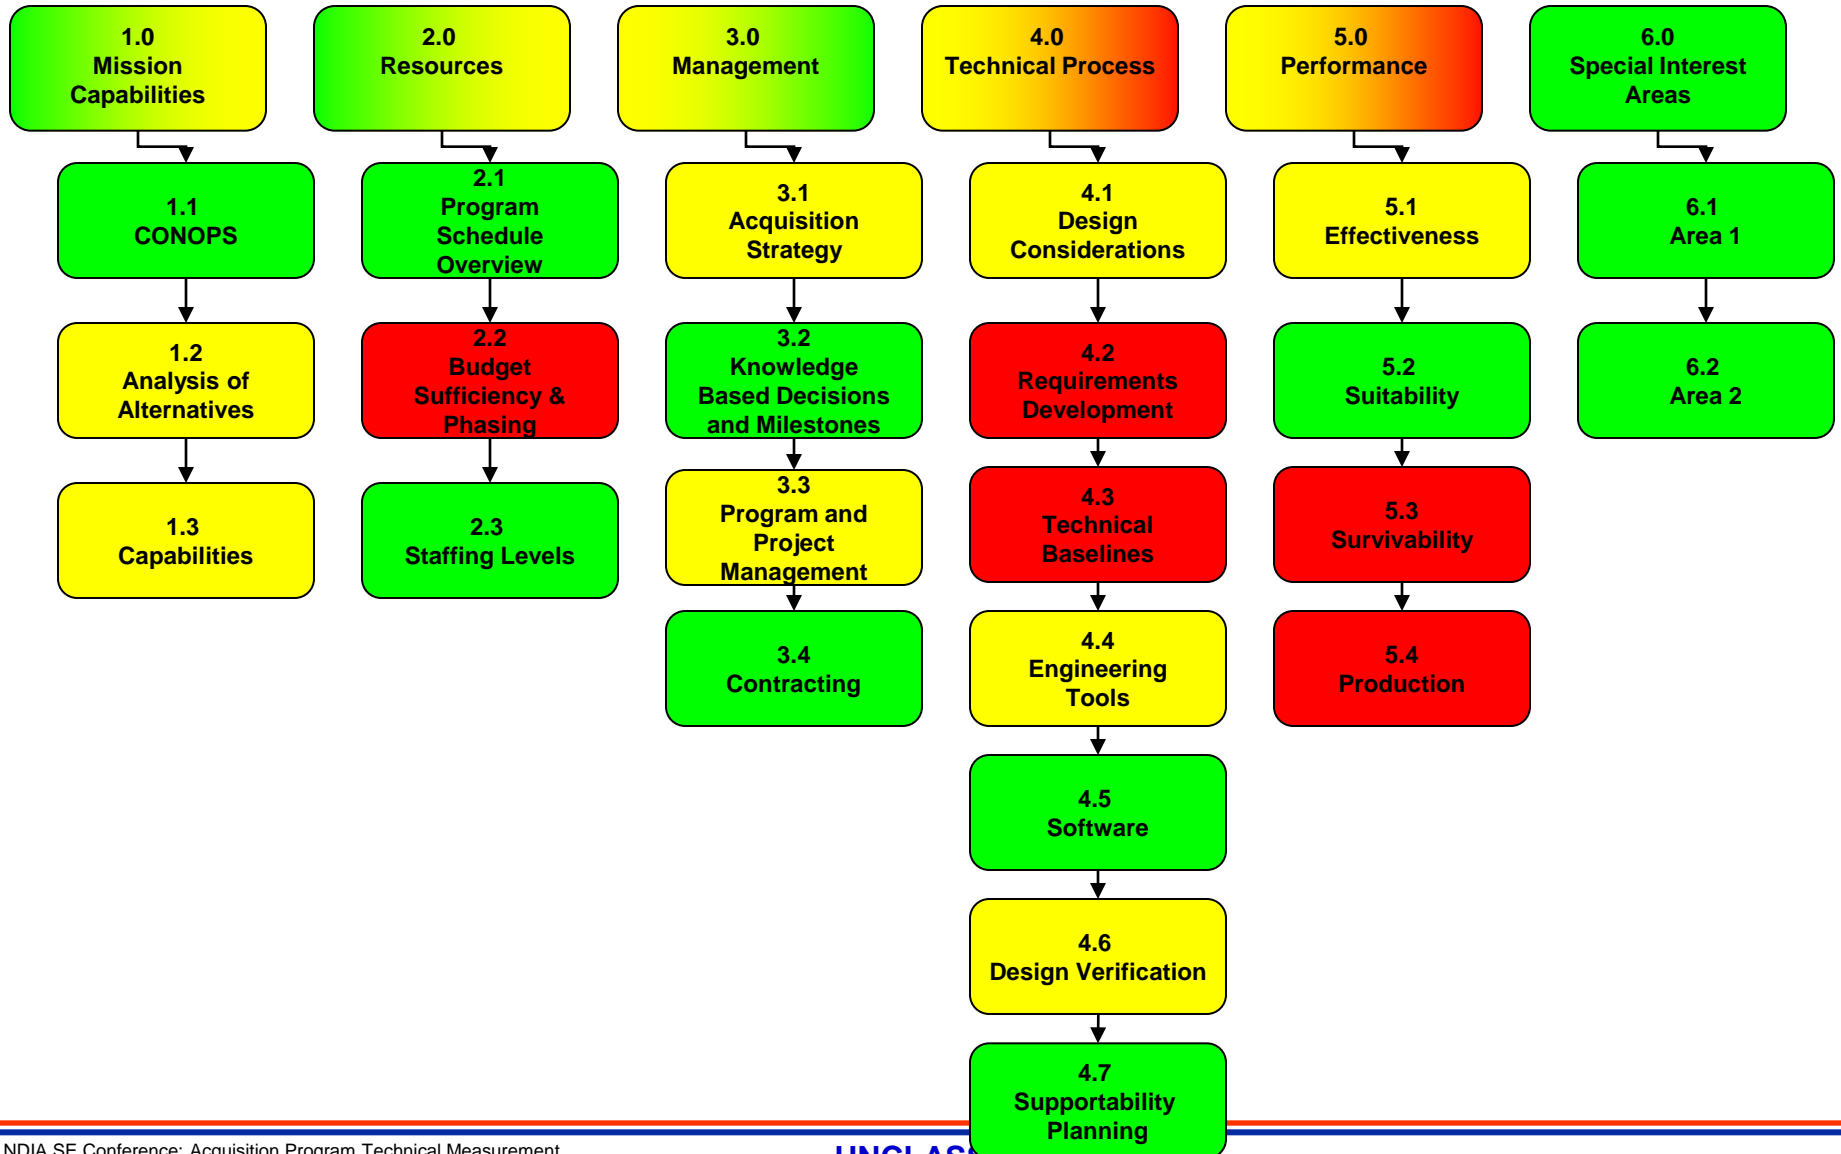 1.0
Mission
Capabilities
1.1
CONOPS
1.2
Analysis of
Alternatives
1.3
Capabilities
2.0
Resources
2.1
Program
Schedule
Overview
2.2
Budget
Sufficiency &
Phasing
2.3
Staffing Levels
3.0
Management
3.1
Acquisition
Strategy
3.2
Knowledge
Based Decisions
and Milestones
3.3
Program and
Project
Management
3.4
Contracting
4.0
Technical Process
4.1
Design
Considerations
4.2
Requirements
Development
4.3
Technical
Baselines
4.4
Engineering
Tools
4.5
Software
4.6
Design Verification
4.7
Supportability
Planning
5.0
Performance
5.1
Effectiveness
5.2
Suitability
5.3
Survivability
5.4
Production
6.0
Special Interest
Areas
6.1
Area 1
6.2
Area 2
NDIA SE Conference: Acquisition Program Technical Measurement